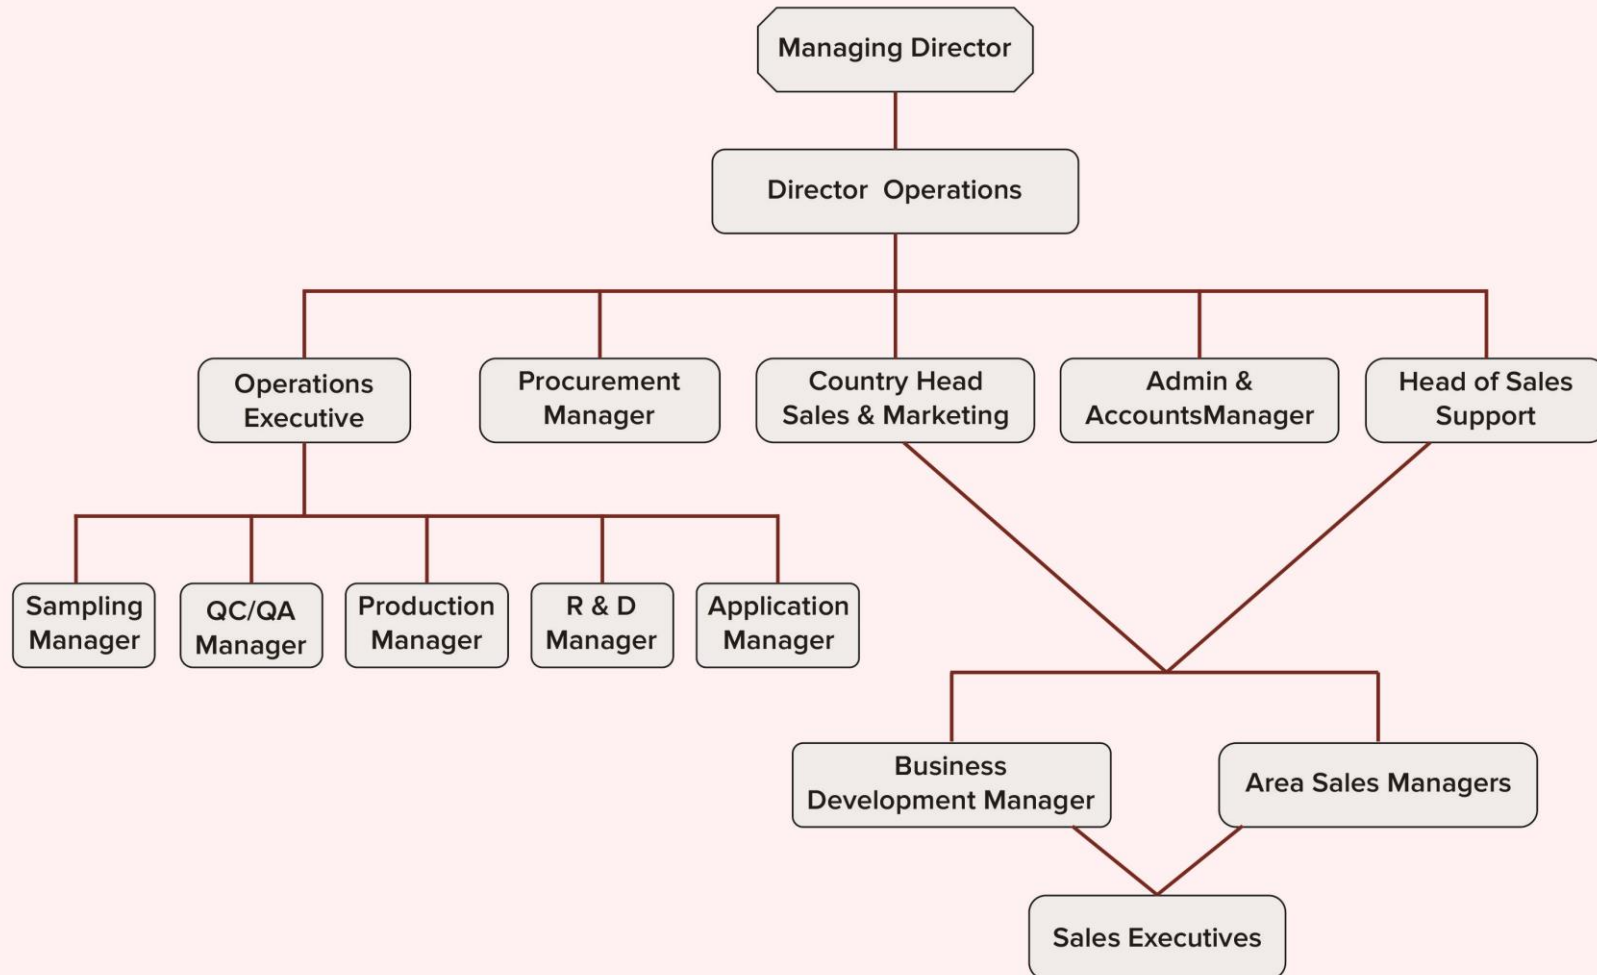 Managing Director
Director  Operations
Operations
Executive
Procurement
Manager
Country Head
Sales & Marketing
Admin &
AccountsManager
Head of Sales
Support
Sampling
Manager
QC/QA
Manager
Production
Manager
R & D
Manager
Application
Manager
Business
Development Manager
Area Sales Managers
Sales Executives